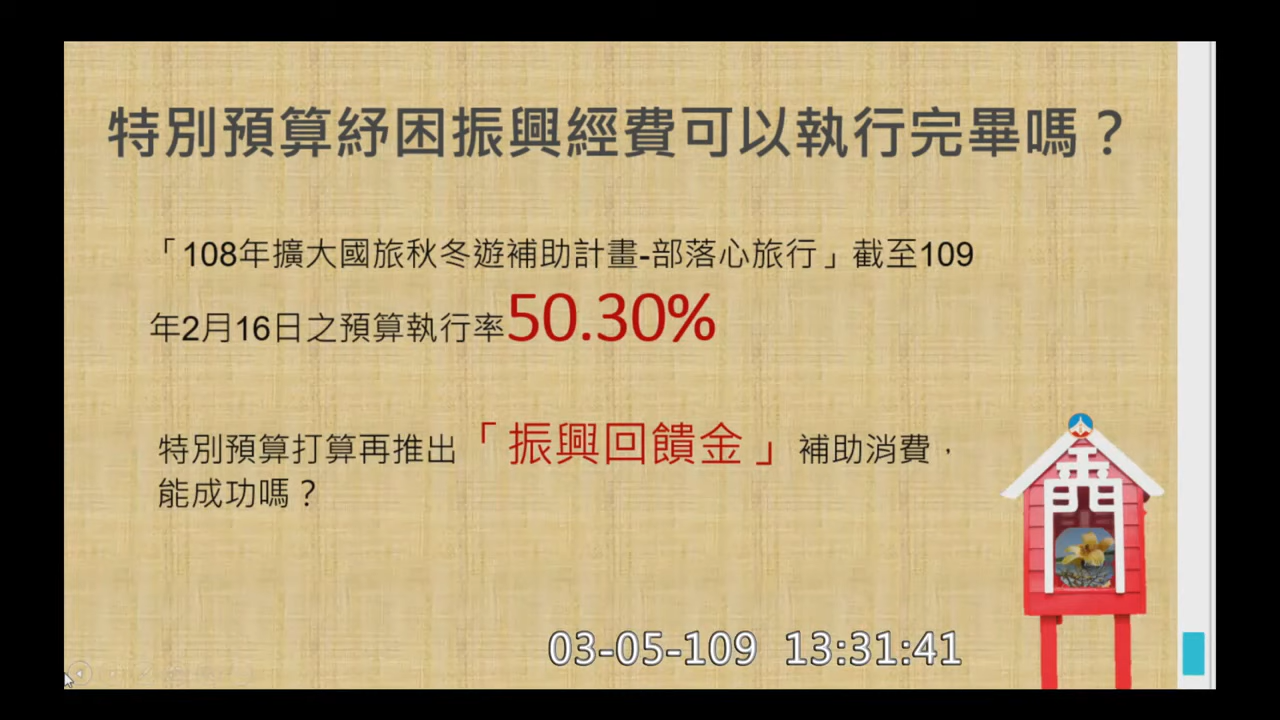 特別預算紓困振興經費可以執行完畢嗎？
「108年擴大國旅秋冬遊補助計畫-部落心旅行」截至109
年2月16日之預算執行率50.30%
特別預算打算再推出「振興回饋金」補助消費，
能成功嗎？
03-05-109 13:31:41